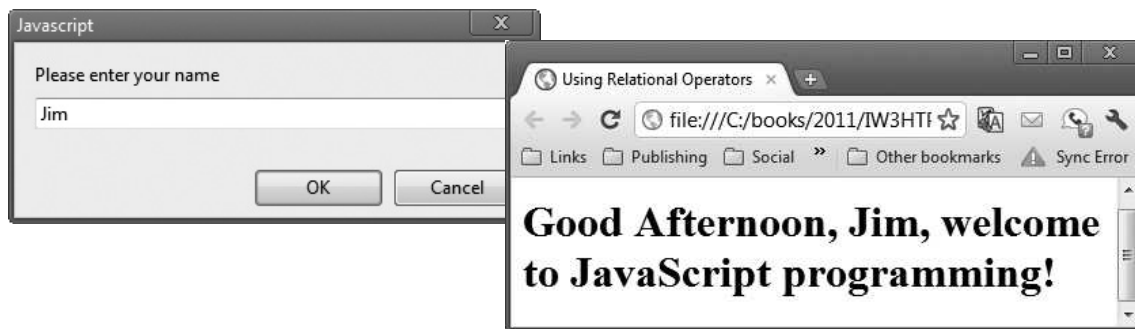 Javascript
Please enter your name
Jim
OK Cancel
Using Relational Operators
file:///C:/books/2011/IW3HTP
Links Publishing Social » Other bookmarks Sync Error
Good Afternoon, Jim, welcome
to JavaScript programming!